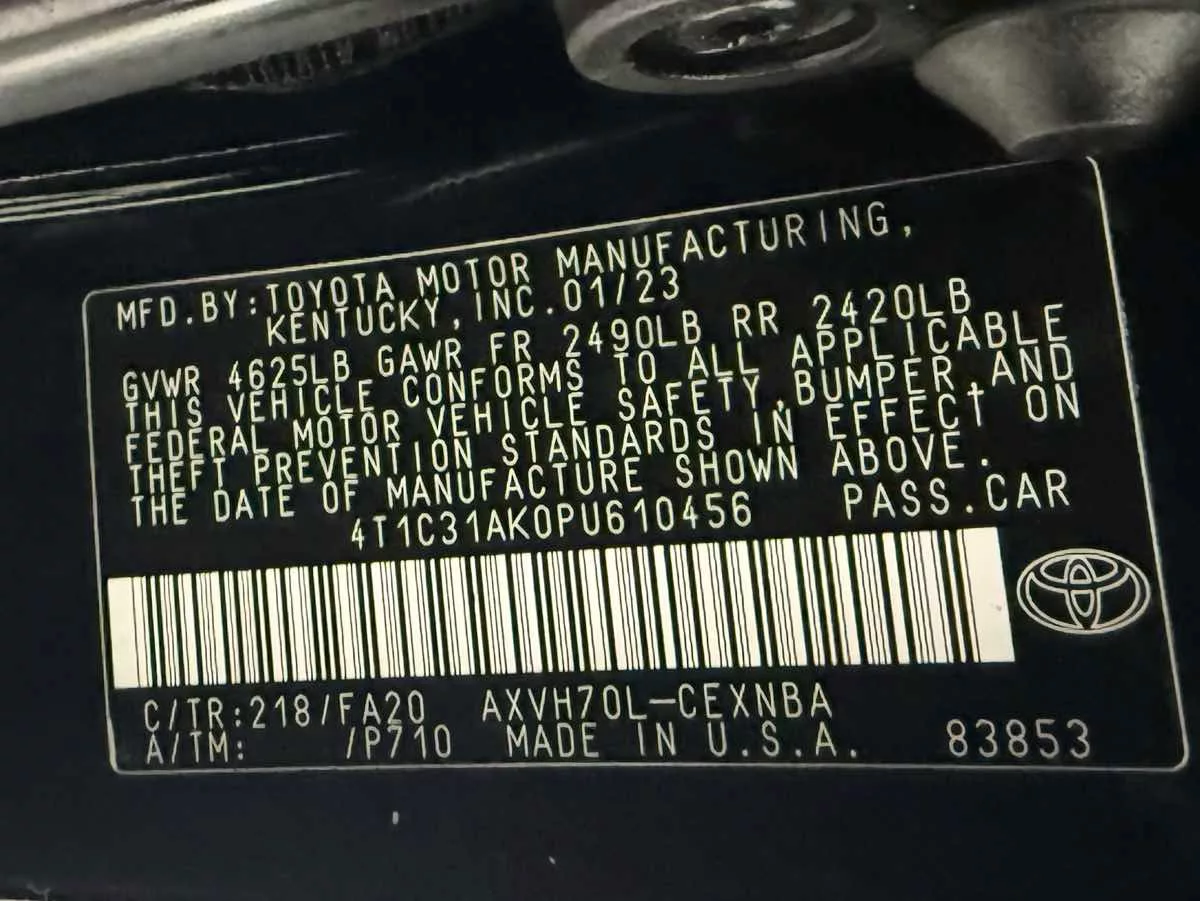 MFD.BY:TOYOTA MOTOR MANUFACTURING,
KENTUCKY,INC.01/23
GVWR 4625LB GAWR FR 2490LB RR 2420LB
THIS VEHICLE CONFORMS TO ALL APPLICABLE
FEDERAL MOTOR VEHICLE SAFETY,BUMPER,AND
THEFT PREVENTION STANDARDS IN EFFECT ON
THE DATE OF MANUFACTURE SHOWN ABOVE.
4T1C31AK0PU610456 PASS.CAR
C/TR:218/FA20 AXVH70L-CEXNBA
A/TM: /P710 MADE IN U.S.A. 83853